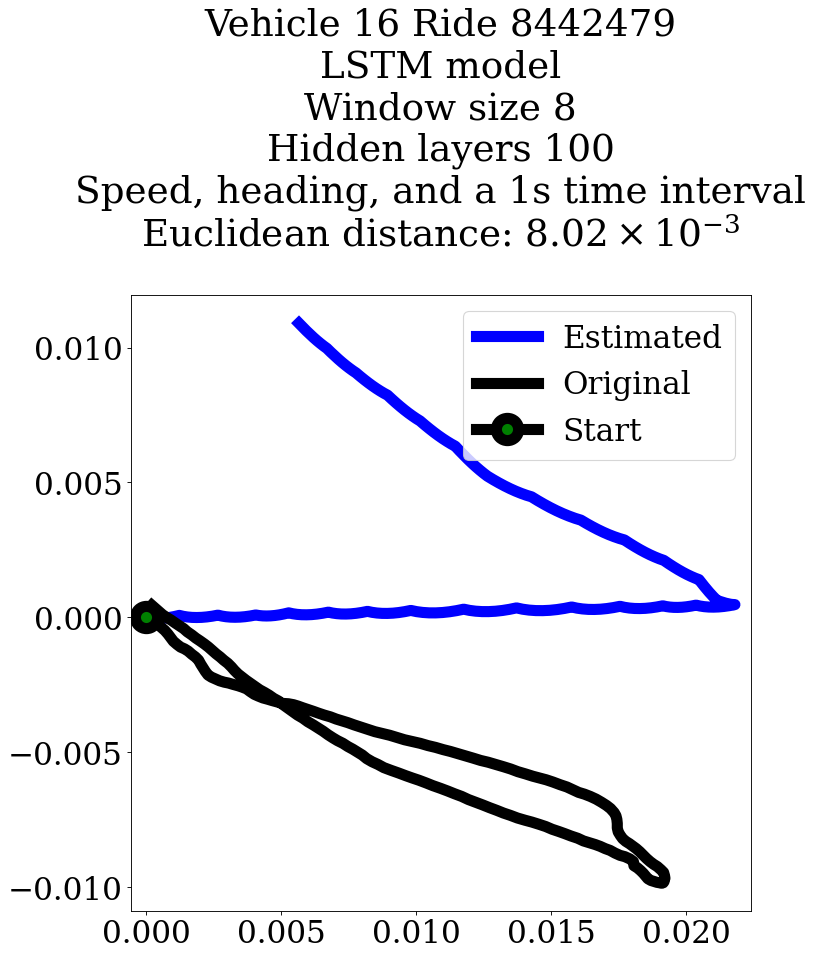 Vehicle 16 Ride 8442479
LSTM model
Window size 8
Hidden layers 100
Speed, heading, and a 1s time interval
Euclidean distance: 8.02 × 10⁻³
Estimated
Original
Start
0.010
0.005
0.000
−0.005
−0.010
0.000 0.005 0.010 0.015 0.020